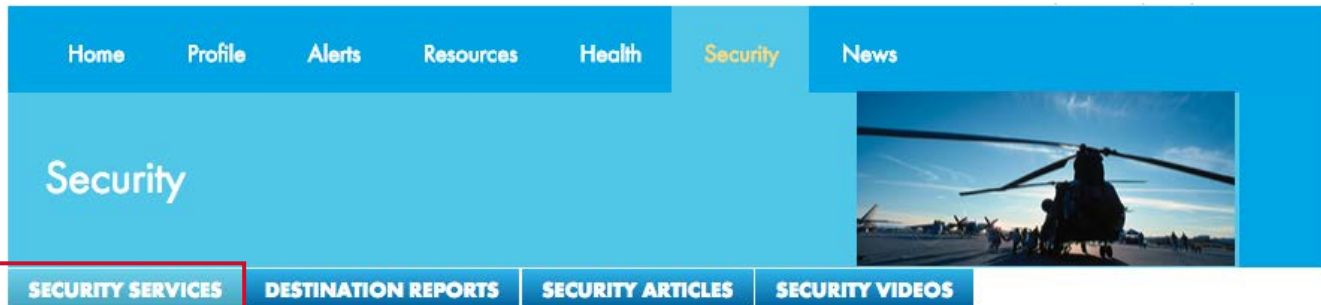 Home Profile Alerts Resources Health Security News
Security
SECURITY SERVICES DESTINATION REPORTS SECURITY ARTICLES SECURITY VIDEOS